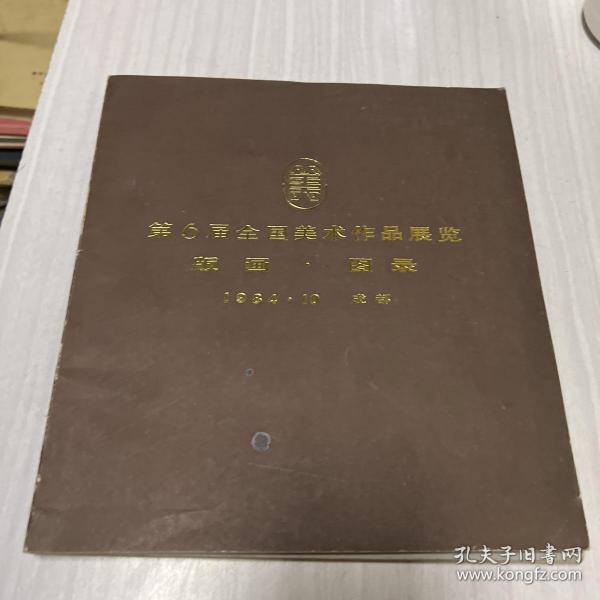 第6届全国美术作品展览
版画·图录
1984·10 成都
孔夫子旧书网
www.kongfz.com